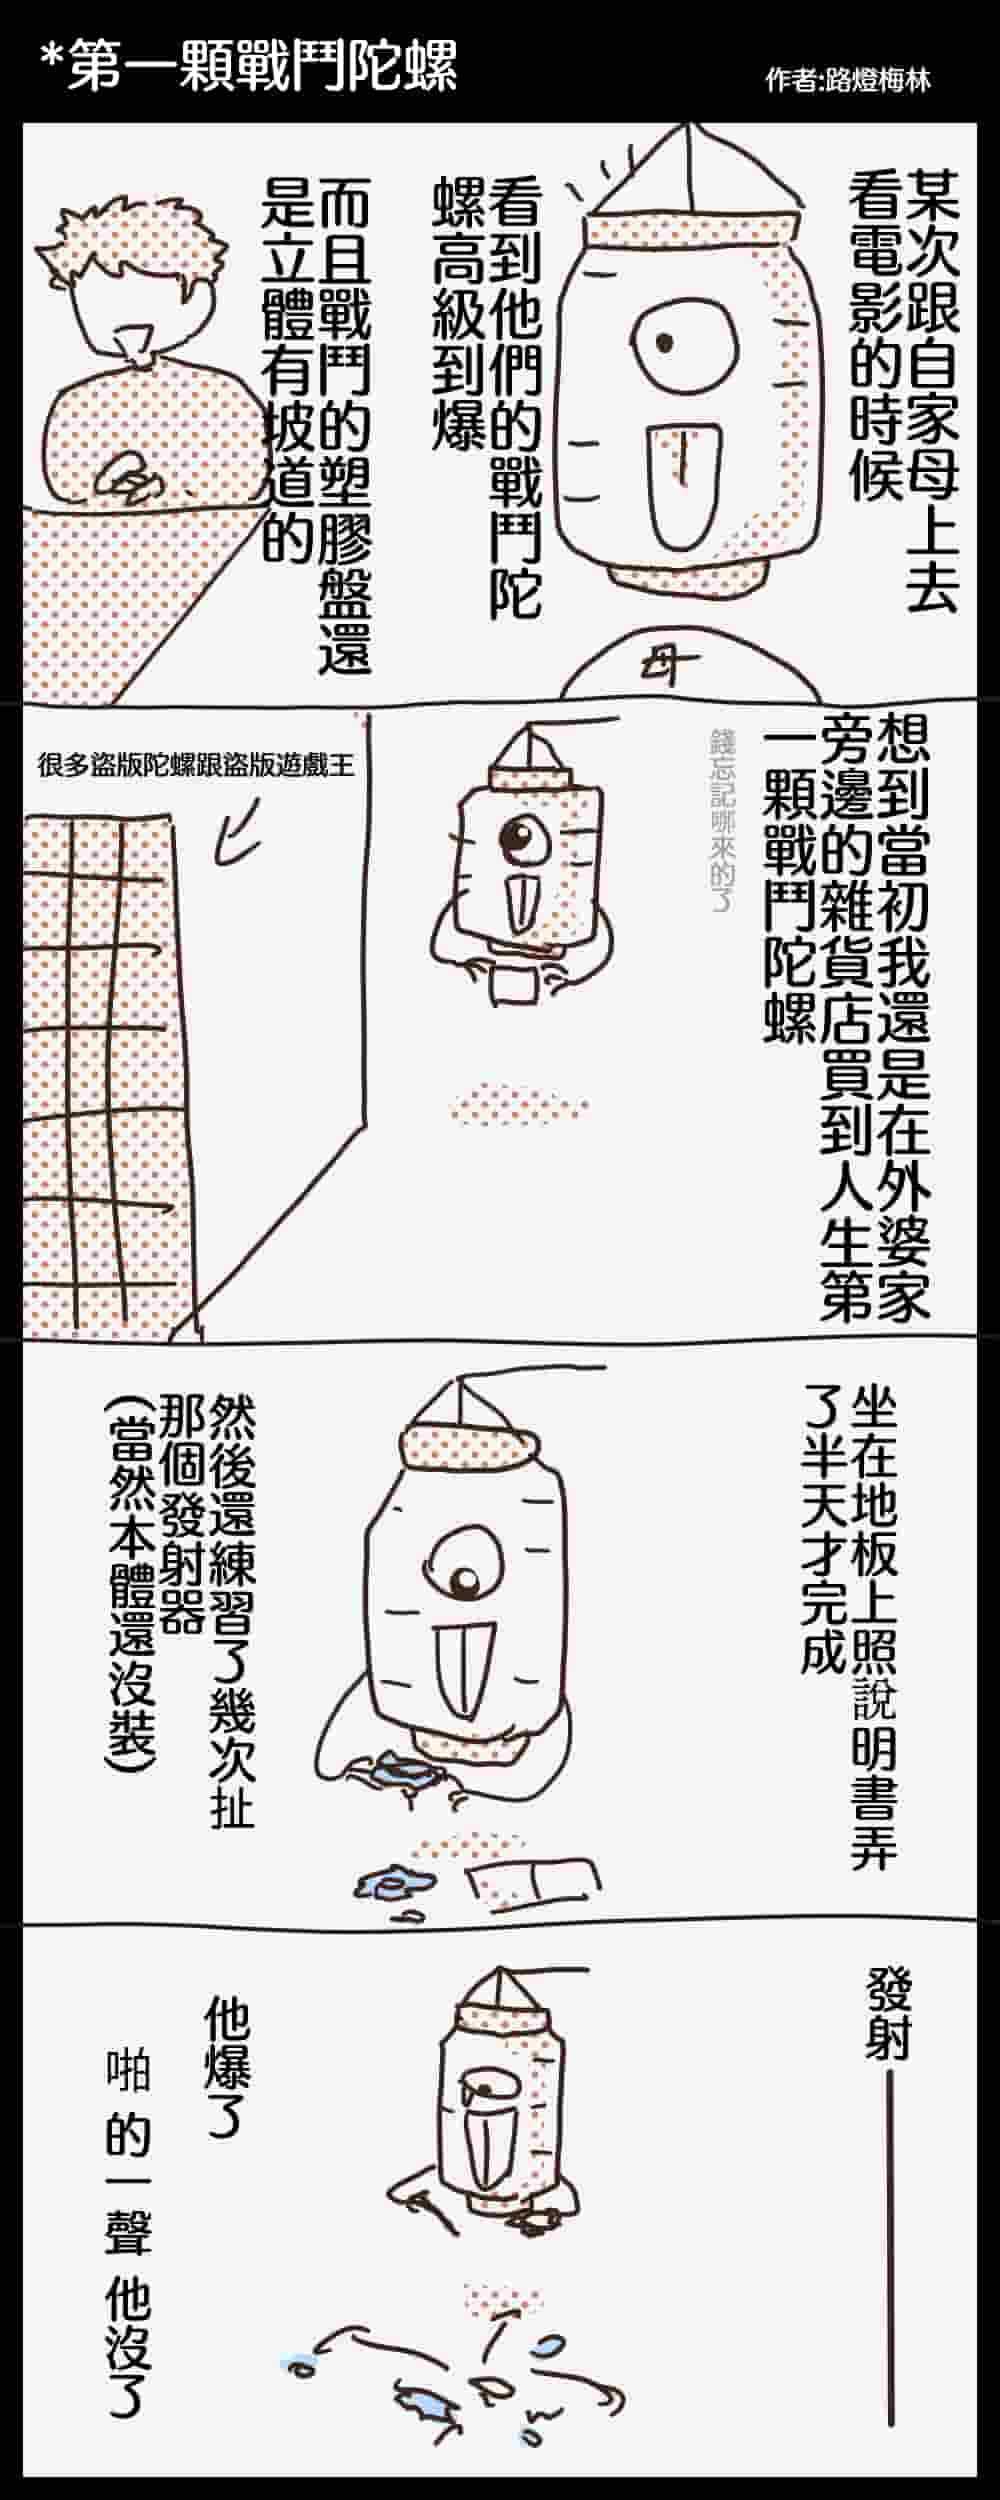 *第一顆戰鬥陀螺
作者:路燈梅林
某次跟自家母上去
看電影的時候
看到他們的戰鬥陀
螺高級到爆
而且戰鬥的塑膠盤還
是立體有坡道的
母
想到當初我還是在外婆家
旁邊的雜貨店買到人生第
一顆戰鬥陀螺
錢忘記哪來的了
很多盜版陀螺跟盜版遊戲王
坐在地板上照說明書弄
了半天才完成
然後還練習了幾次扯
那個發射器
(當然本體還沒裝)
發射
他爆了
啪的一聲他沒了